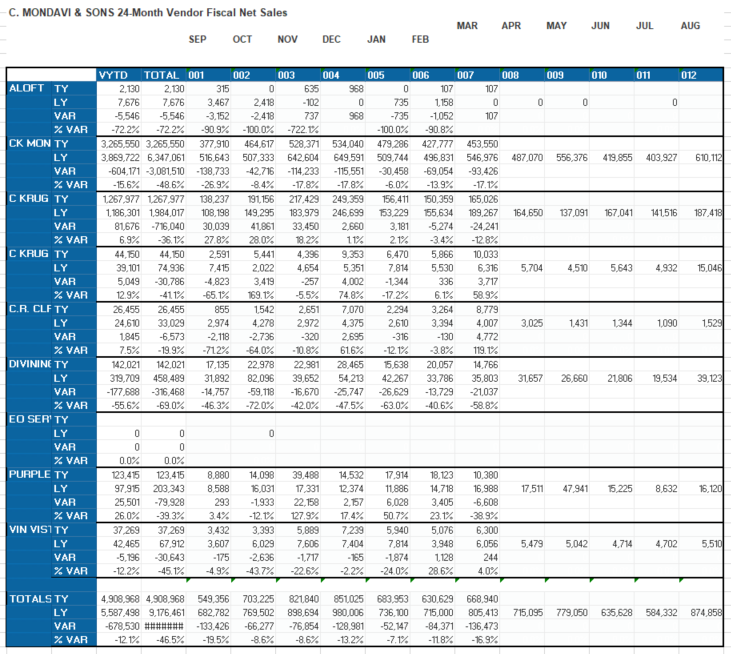 C. MONDAVI & SONS 24-Month Vendor Fiscal Net Sales
MAR APR MAY JUN JUL AUG
SEP OCT NOV DEC JAN FEB
VYTD TOTAL 001 002 003 004 005 006 007 008 009 010 011 012
ALOFT TY 2,130 2,130 315 0 635 968 0 107 107
LY 7,676 7,676 3,467 2,418 -102 0 735 1,158 0 0 0 0
VAR -5,546 -5,546 -3,152 -2,418 737 968 -735 -1,052 107
% VAR -72.2% -72.2% -90.9% -100.0% -722.1% -100.0% -90.8%
CK MON TY 3,265,550 3,265,550 377,910 464,617 528,371 534,040 479,286 427,777 453,550
LY 3,869,722 6,347,061 516,643 507,333 642,604 649,591 509,744 496,831 546,976 487,070 556,376 419,855 403,927 610,112
VAR -604,171 -3,081,510 -138,733 -42,716 -114,233 -115,551 -30,458 -69,054 -93,426
% VAR -15.6% -48.6% -26.9% -8.4% -17.8% -17.8% -6.0% -13.9% -17.1%
C KRUG TY 1,267,977 1,267,977 138,237 191,156 217,429 249,359 156,411 150,359 165,026
LY 1,186,301 1,984,017 108,198 149,295 183,979 246,699 153,229 155,634 189,267 164,650 137,091 167,041 141,516 187,418
VAR 81,676 -716,040 30,039 41,861 33,450 2,660 3,181 -5,274 -24,241
% VAR 6.9% -36.1% 27.8% 28.0% 18.2% 1.1% 2.1% -3.4% -12.8%
C KRUG TY 44,150 44,150 2,591 5,441 4,396 9,353 6,470 5,866 10,033
LY 39,101 74,936 7,415 2,022 4,654 5,351 7,814 5,530 6,316 5,704 4,510 5,643 4,932 15,046
VAR 5,049 -30,786 -4,823 3,419 -257 4,002 -1,344 336 3,717
% VAR 12.9% -41.1% -65.1% 169.1% -5.5% 74.8% -17.2% 6.1% 58.9%
C.R. CLF TY 26,455 26,455 855 1,542 2,651 7,070 2,294 3,264 8,779
LY 24,610 33,029 2,974 4,278 2,972 4,375 2,610 3,394 4,007 3,025 1,431 1,344 1,090 1,529
VAR 1,845 -6,573 -2,118 -2,736 -320 2,695 -316 -130 4,772
% VAR 7.5% -19.9% -71.2% -64.0% -10.8% 61.6% -12.1% -3.8% 119.1%
DIVININ TY 142,021 142,021 17,135 22,978 22,981 28,465 15,638 20,057 14,766
LY 319,709 458,489 31,892 82,096 39,652 54,213 42,267 33,786 35,803 31,657 26,660 21,806 19,534 39,123
VAR -177,688 -316,468 -14,757 -59,118 -16,670 -25,747 -26,629 -13,729 -21,037
% VAR -55.6% -69.0% -46.3% -72.0% -42.0% -47.5% -63.0% -40.6% -58.8%
EO SER TY
LY 0 0 0
VAR 0 0
% VAR 0.0% 0.0%
PURPLE TY 123,415 123,415 8,880 14,098 39,488 14,532 17,914 18,123 10,380
LY 97,915 203,343 8,588 16,031 17,331 12,374 11,886 14,718 16,988 17,511 47,941 15,225 8,632 16,120
VAR 25,501 -79,928 293 -1,933 22,158 2,157 6,028 3,405 -6,608
% VAR 26.0% -39.3% 3.4% -12.1% 127.9% 17.4% 50.7% 23.1% -38.9%
VIN VIST TY 37,269 37,269 3,432 3,393 5,889 7,239 5,940 5,076 6,300
LY 42,465 67,912 3,607 6,029 7,606 7,404 7,814 3,948 6,056 5,479 5,042 4,714 4,702 5,510
VAR -5,196 -30,643 -175 -2,636 -1,717 -165 -1,874 1,128 244
% VAR -12.2% -45.1% -4.9% -43.7% -22.6% -2.2% -24.0% 28.6% 4.0%
TOTALS TY 4,908,968 4,908,968 549,356 703,225 821,840 851,025 683,953 630,629 668,940
LY 5,587,498 9,176,461 682,782 769,502 898,694 980,006 736,100 715,000 805,413 715,095 779,050 635,628 584,332 874,858
VAR -678,530 ####### -133,426 -66,277 -76,854 -128,981 -52,147 -84,371 -136,473
% VAR -12.1% -46.5% -19.5% -8.6% -8.6% -13.2% -7.1% -11.8% -16.9%